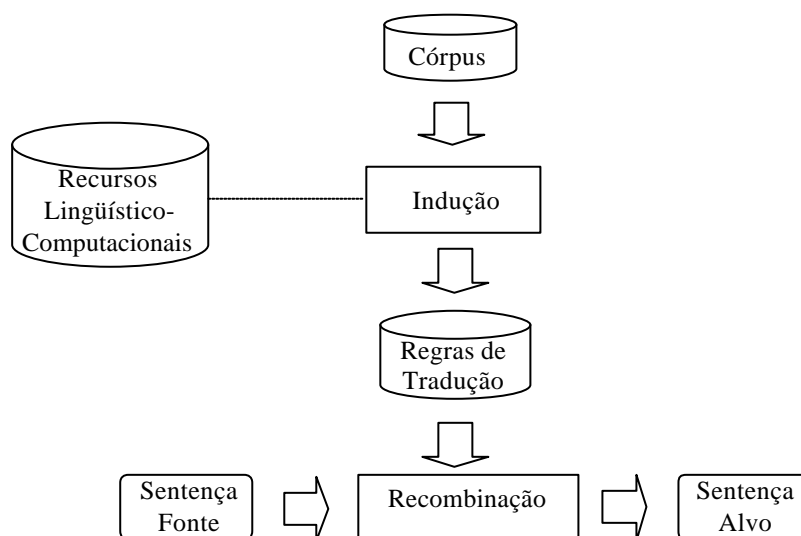 Córpus
Recursos
Lingüístico-
Computacionais
Indução
Regras de
Tradução
Sentença
Fonte
Recombinação
Sentença
Alvo